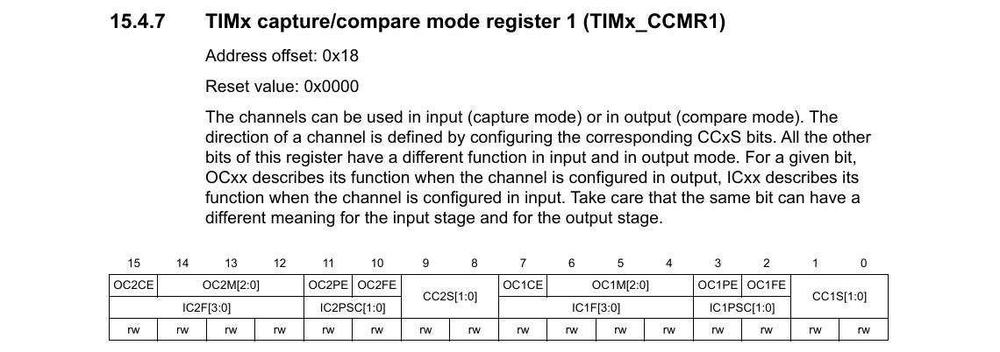 15.4.7 TIMx capture/compare mode register 1 (TIMx_CCMR1)
Address offset: 0x18
Reset value: 0x0000
The channels can be used in input (capture mode) or in output (compare mode). The
direction of a channel is defined by configuring the corresponding CCxS bits. All the other
bits of this register have a different function in input and in output mode. For a given bit,
OCxx describes its function when the channel is configured in output, ICxx describes its
function when the channel is configured in input. Take care that the same bit can have a
different meaning for the input stage and for the output stage.
15 14 13 12 11 10 9 8 7 6 5 4 3 2 1 0
OC2CE OC2M[2:0] OC2PE OC2FE CC2S[1:0] OC1CE OC1M[2:0] OC1PE OC1FE CC1S[1:0]
IC2F[3:0] IC2PSC[1:0] IC1F[3:0] IC1PSC[1:0]
rw rw rw rw rw rw rw rw rw rw rw rw rw rw rw rw